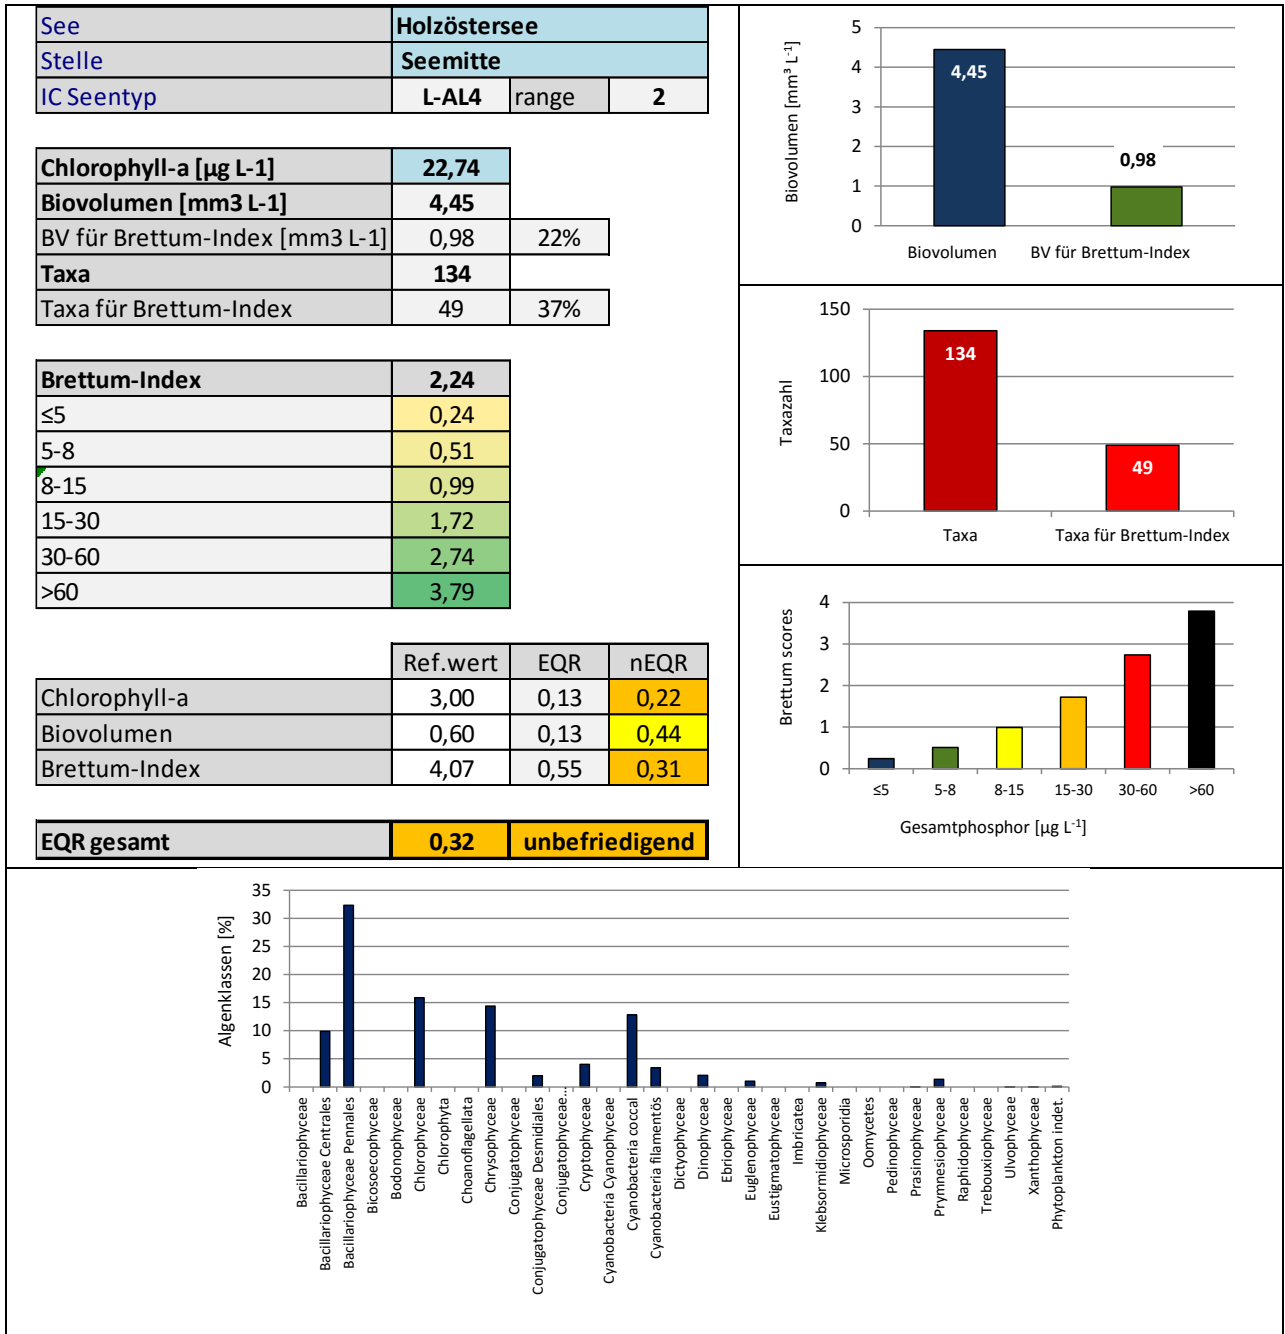 See Holzöstersee
Stelle Seemitte
IC Seentyp L-AL4 range 2
Chlorophyll-a [µg L-1] 22,74
Biovolumen [mm3 L-1] 4,45
BV für Brettum-Index [mm3 L-1] 0,98 22%
Taxa 134
Taxa für Brettum-Index 49 37%
Brettum-Index 2,24
≤5 0,24
5-8 0,51
8-15 0,99
15-30 1,72
30-60 2,74
>60 3,79
Ref.wert EQR nEQR
Chlorophyll-a 3,00 0,13 0,22
Biovolumen 0,60 0,13 0,44
Brettum-Index 4,07 0,55 0,31
EQR gesamt 0,32 unbefriedigend
Biovolumen [mm³ L-1]
5
4
3
2
1
0
4,45
0,98
Biovolumen BV für Brettum-Index
Taxazahl
150
100
50
0
134
49
Taxa Taxa für Brettum-Index
Brettum scores
4
3
2
1
0
≤5 5-8 8-15 15-30 30-60 >60
Gesamtphosphor [µg L-1]
Algenklassen [%]
35
30
25
20
15
10
5
0
Bacillariophyceae
Bacillariophyceae Centrales
Bacillariophyceae Pennales
Bicosoecophyceae
Bodonophyceae
Chlorophyceae
Chlorophyta
Choanoflagellata
Chrysophyceae
Conjugatophyceae
Conjugatophyceae Desmidiales
Conjugatophyceae...
Cryptophyceae
Cyanobacteria Cyanophyceae
Cyanobacteria coccal
Cyanobacteria filamentös
Dictyophyceae
Dinophyceae
Ebriophyceae
Euglenophyceae
Eustigmatophyceae
Imbricatea
Klebsormidiophyceae
Microsporidia
Oomycetes
Pedinophyceae
Prasinophyceae
Prymnesiophyceae
Raphidophyceae
Trebouxiophyceae
Ulvophyceae
Xanthophyceae
Phytoplankton indet.